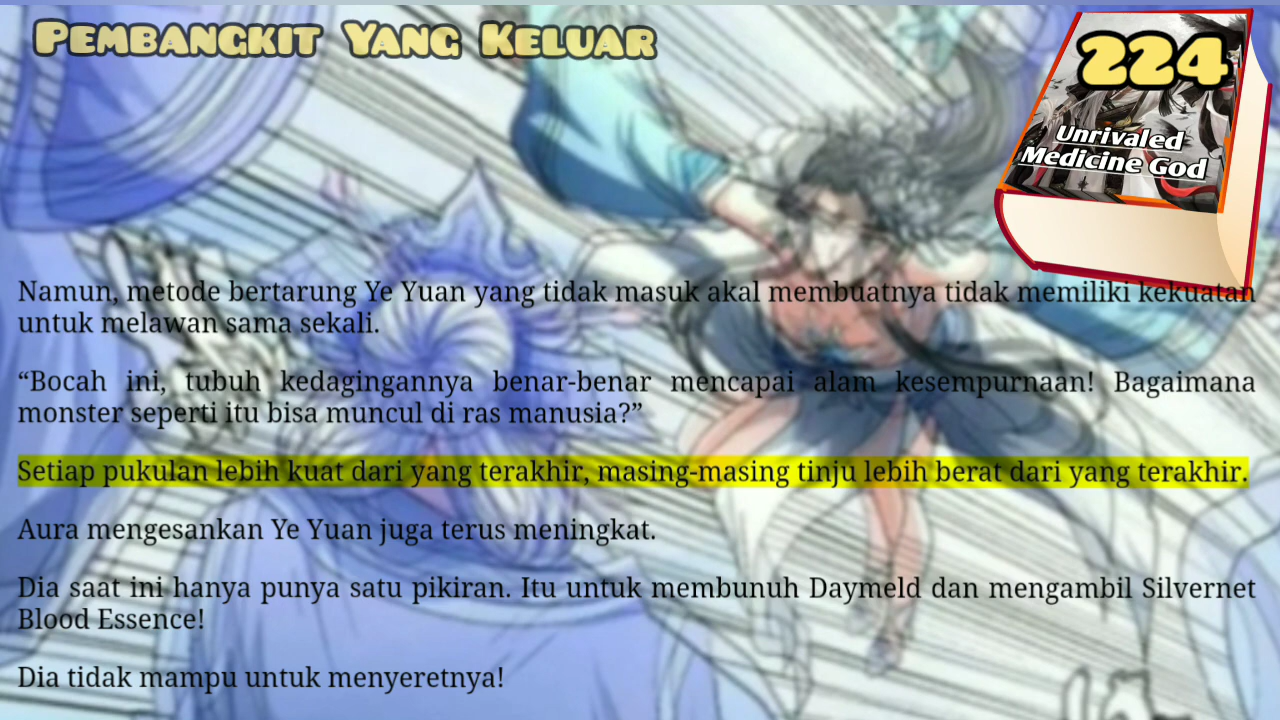 Pembangkit Yang Keluar
224
Unrivaled
Medicine God
Namun, metode bertarung Ye Yuan yang tidak masuk akal membuatnya tidak memiliki kekuatan
untuk melawan sama sekali.
“Bocah ini, tubuh kedagingannya benar-benar mencapai alam kesempurnaan! Bagaimana
monster seperti itu bisa muncul di ras manusia?”
Setiap pukulan lebih kuat dari yang terakhir, masing-masing tinju lebih berat dari yang terakhir.
Aura mengesankan Ye Yuan juga terus meningkat.
Dia saat ini hanya punya satu pikiran. Itu untuk membunuh Daymeld dan mengambil Silvernet
Blood Essence!
Dia tidak mampu untuk menyeretnya!